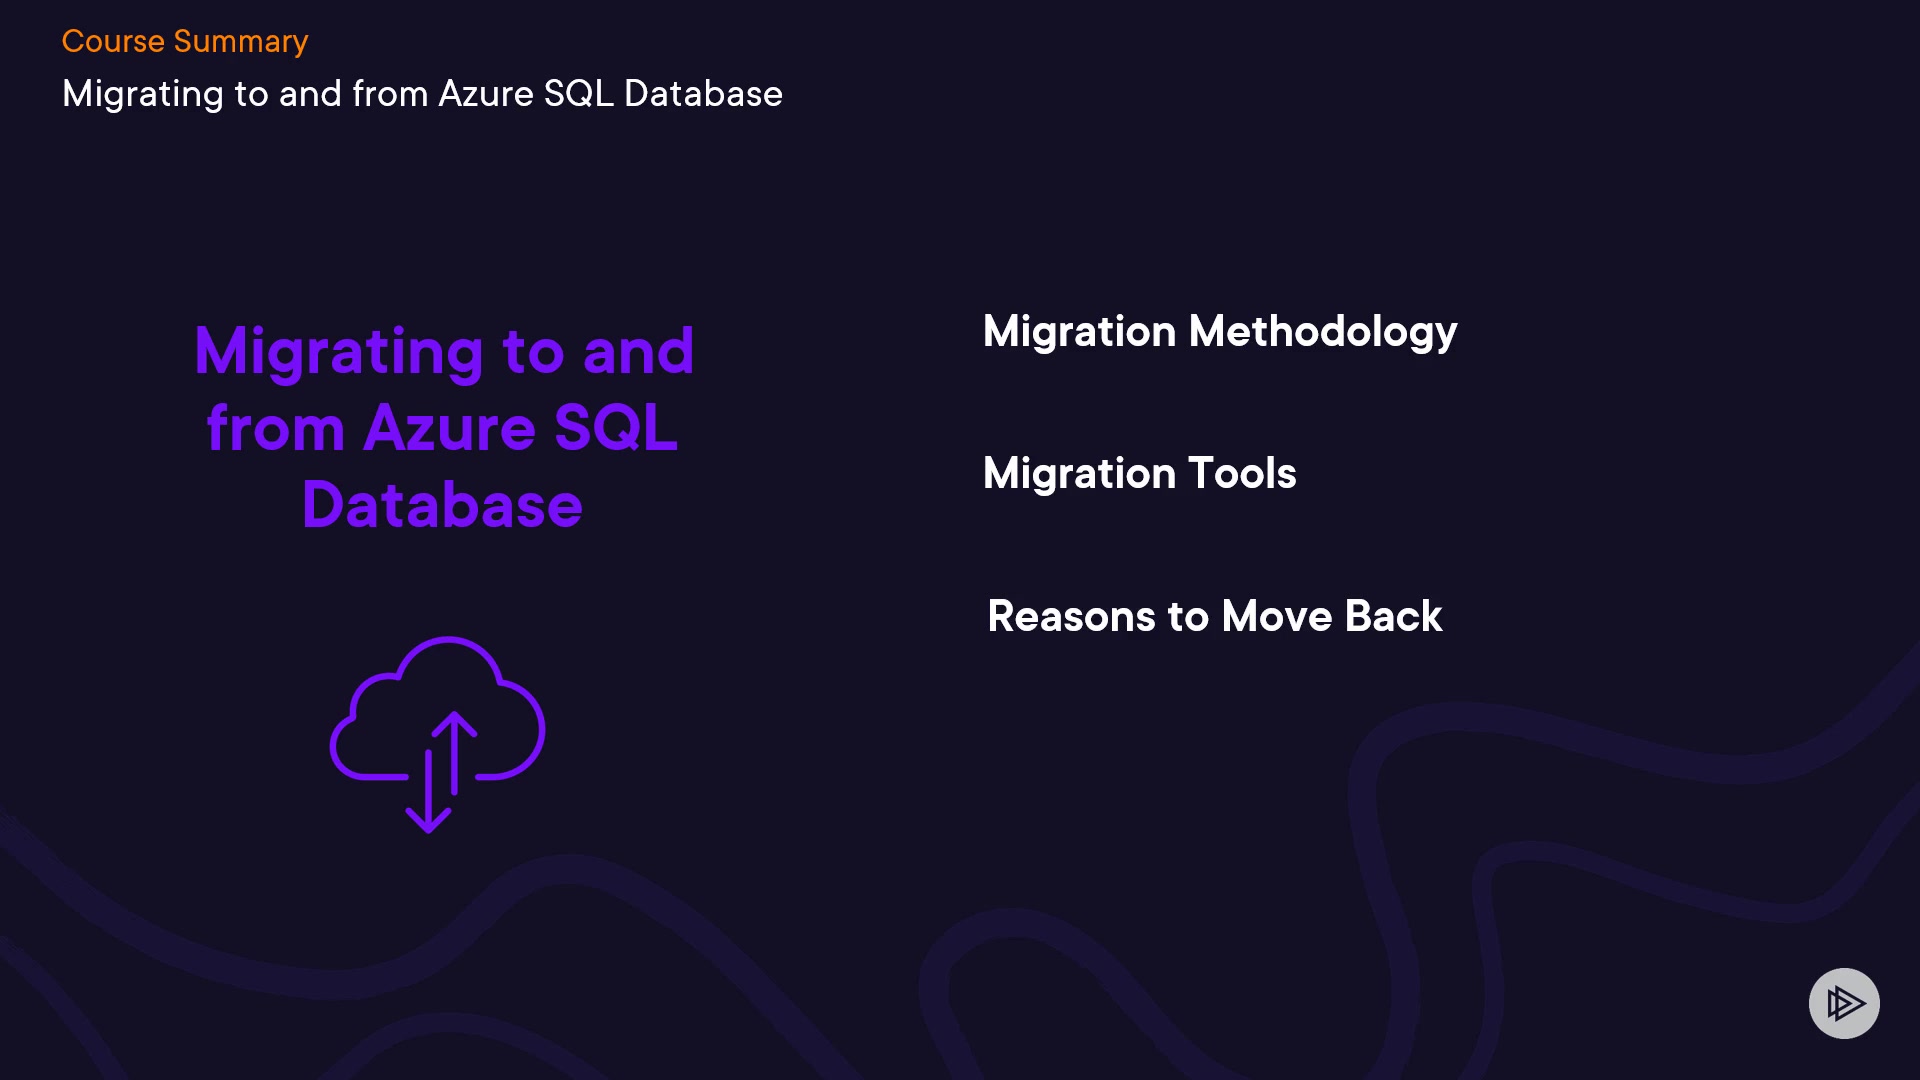 Course Summary
Migrating to and from Azure SQL Database
Migrating to and
from Azure SQL
Database
Migration Methodology
Migration Tools
Reasons to Move Back